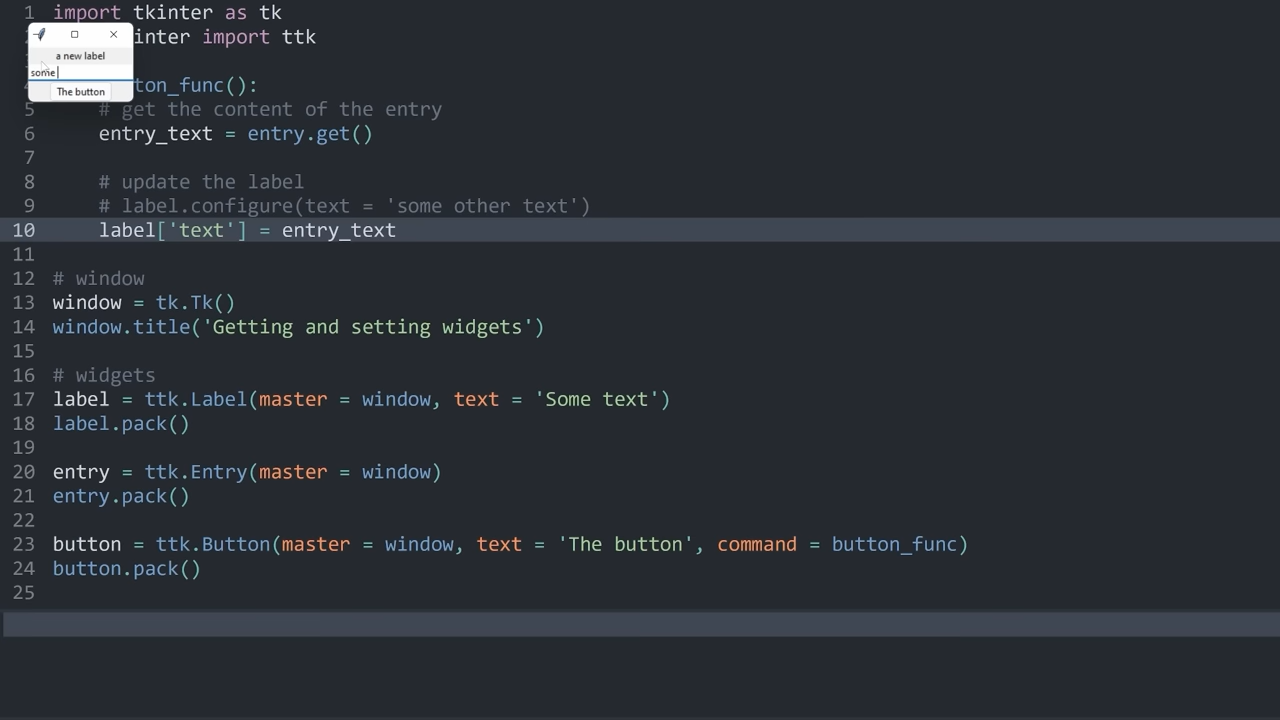 1 import tkinter as tk
2 inter import ttk
a new label
some
The button
4 ton_func():
5 # get the content of the entry
6 entry_text = entry.get()
7
8 # update the label
9 # label.configure(text = 'some other text')
10 label['text'] = entry_text
11
12 # window
13 window = tk.Tk()
14 window.title('Getting and setting widgets')
15
16 # widgets
17 label = ttk.Label(master = window, text = 'Some text')
18 label.pack()
19
20 entry = ttk.Entry(master = window)
21 entry.pack()
22
23 button = ttk.Button(master = window, text = 'The button', command = button_func)
24 button.pack()
25